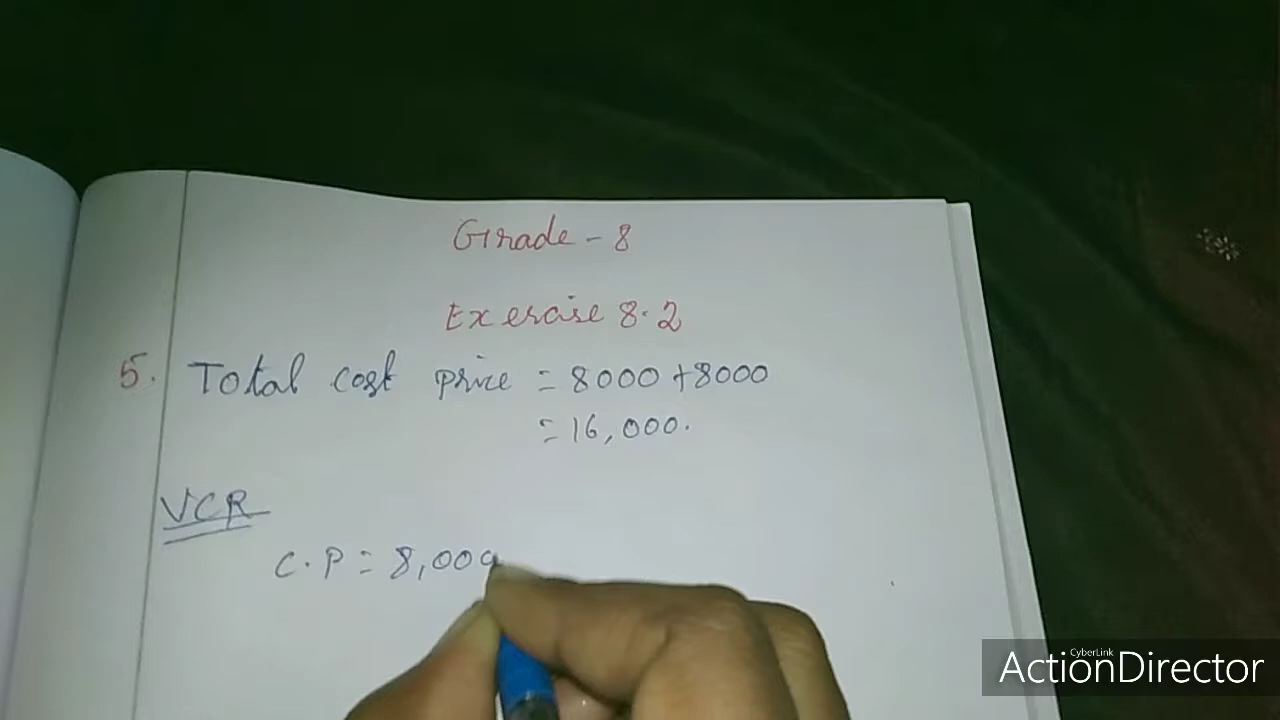 Grade - 8
Exercise 8.2
5. Total cost price = 8000 + 8000
= 16,000.
VCR
C.P = 8,000
CyberLink
ActionDirector